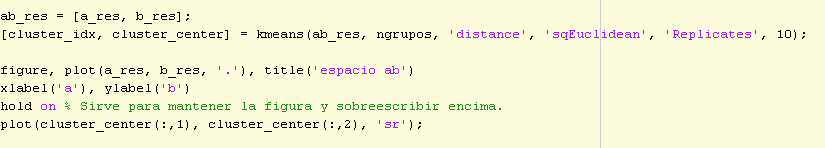 ab_res = [a_res, b_res];
[cluster_idx, cluster_center] = kmeans(ab_res, ngrupos, 'distance', 'sqEuclidean', 'Replicates', 10);
figure, plot(a_res, b_res, '.'), title('espacio ab')
xlabel('a'), ylabel('b')
hold on % Sirve para mantener la figura y sobreescribir encima.
plot(cluster_center(:,1), cluster_center(:,2), 'sr');